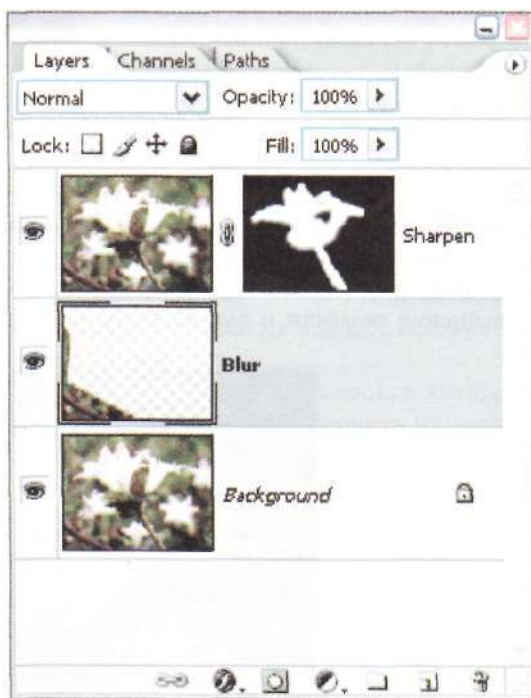 Layers Channels Paths
Normal Opacity: 100%
Lock: Fill: 100%
Sharpen
Blur
Background